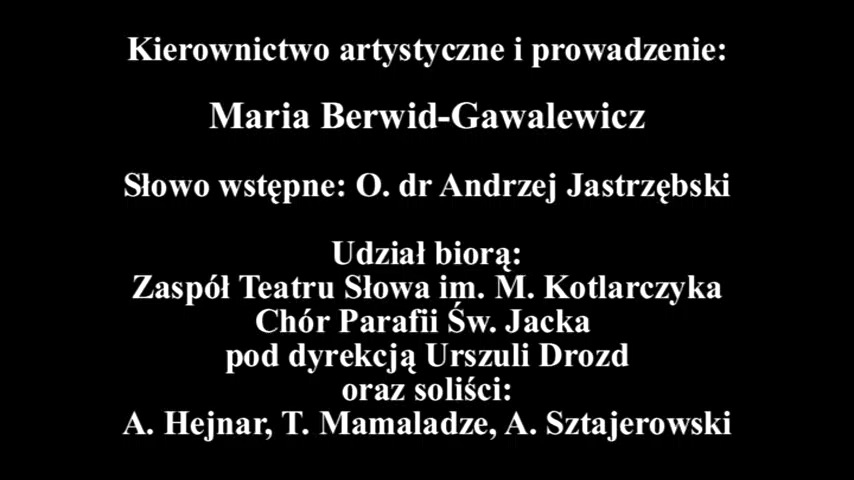 Kierownictwo artystyczne i prowadzenie:
Maria Berwid-Gawalewicz
Słowo wstępne: O. dr Andrzej Jastrzębski
Udział biorą:
Zaspół Teatru Słowa im. M. Kotlarczyka
Chór Parafii Św. Jacka
pod dyrekcją Urszuli Drozd
oraz soliści:
A. Hejnar, T. Mamaladze, A. Sztajerowski